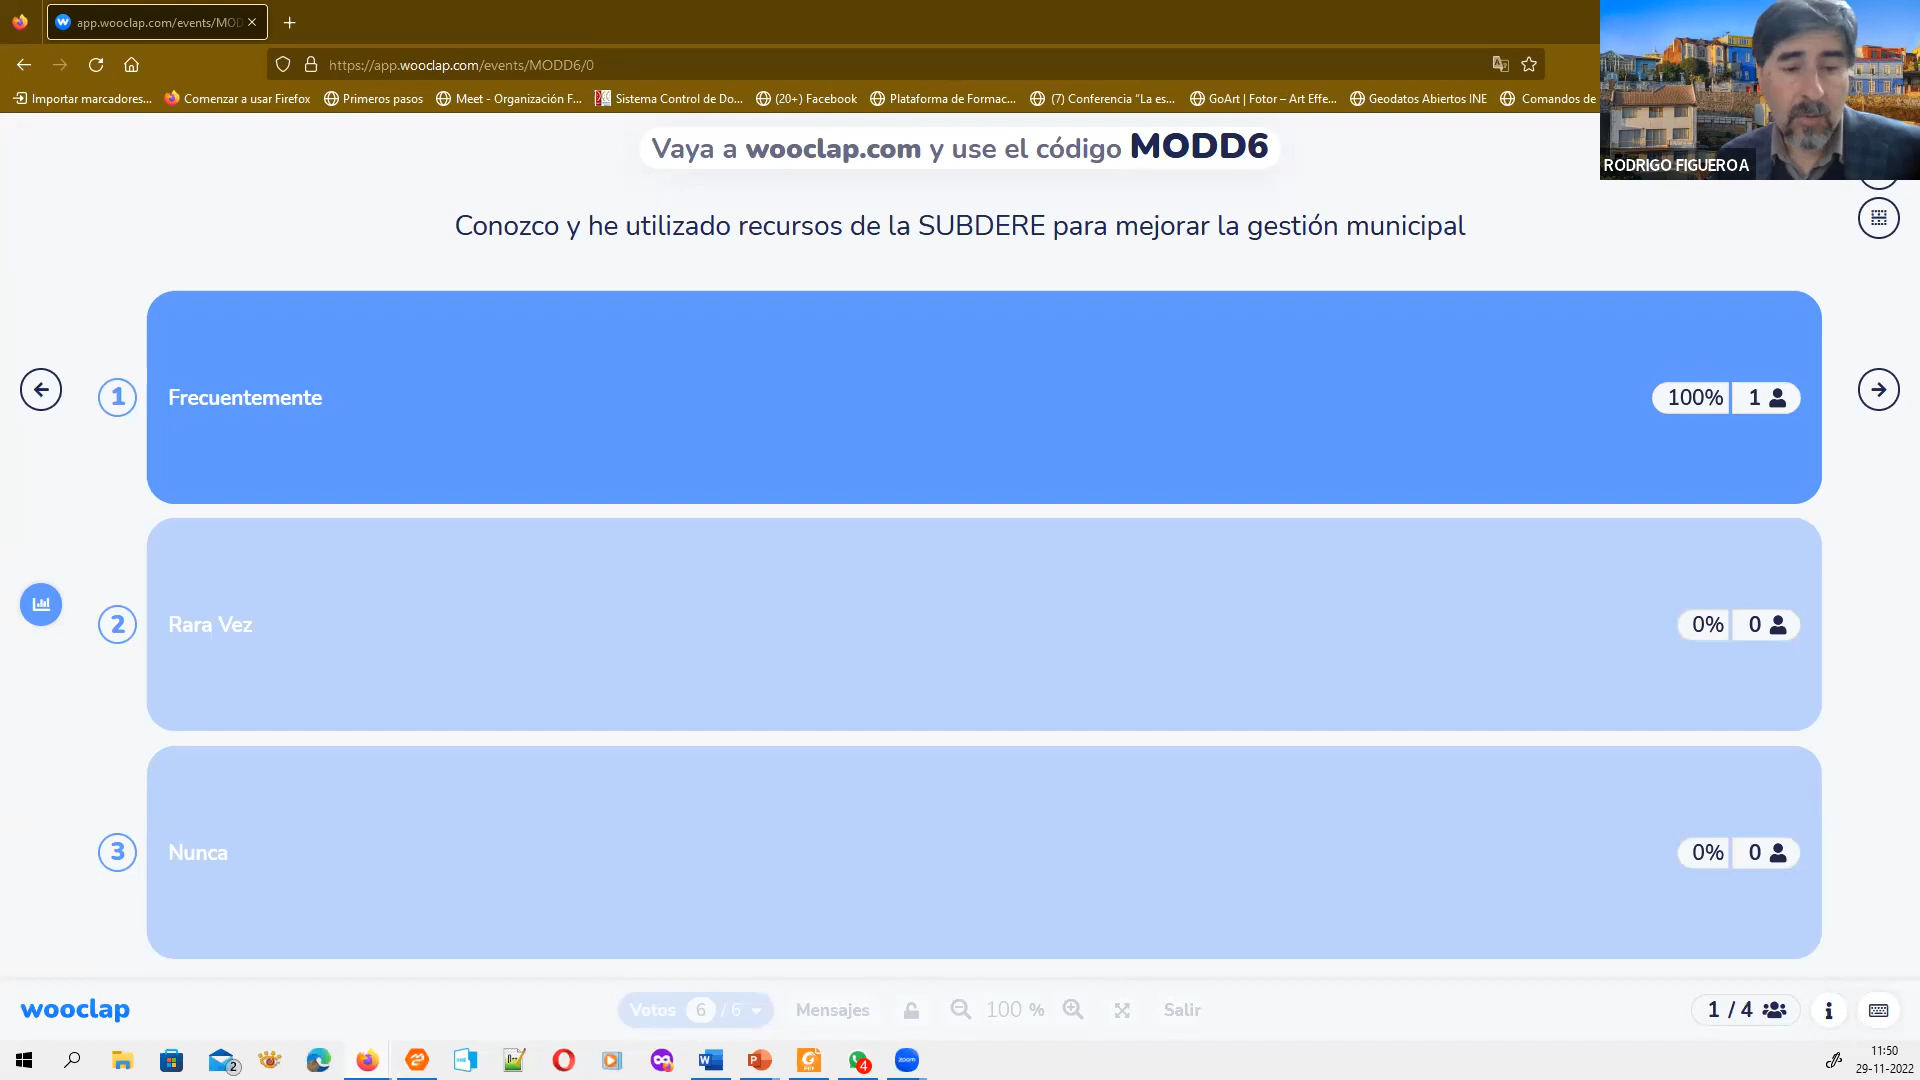 app.wooclap.com/events/MOD
https://app.wooclap.com/events/MODD6/0
Importar marcadores... Comenzar a usar Firefox Primeros pasos Meet - Organización F... Sistema Control de Do... (20+) Facebook Plataforma de Formac... (7) Conferencia "La es... GoArt | Fotor – Art Effe... Geodatos Abiertos INE Comandos de
RODRIGO FIGUEROA
Vaya a wooclap.com y use el código MODD6
Conozco y he utilizado recursos de la SUBDERE para mejorar la gestión municipal
1 Frecuentemente 100% 1
2 Rara Vez 0% 0
3 Nunca 0% 0
wooclap Votos 6 / 6 Mensajes 100 % Salir 1 / 4
2 4 zoom 11:50
29-11-2022